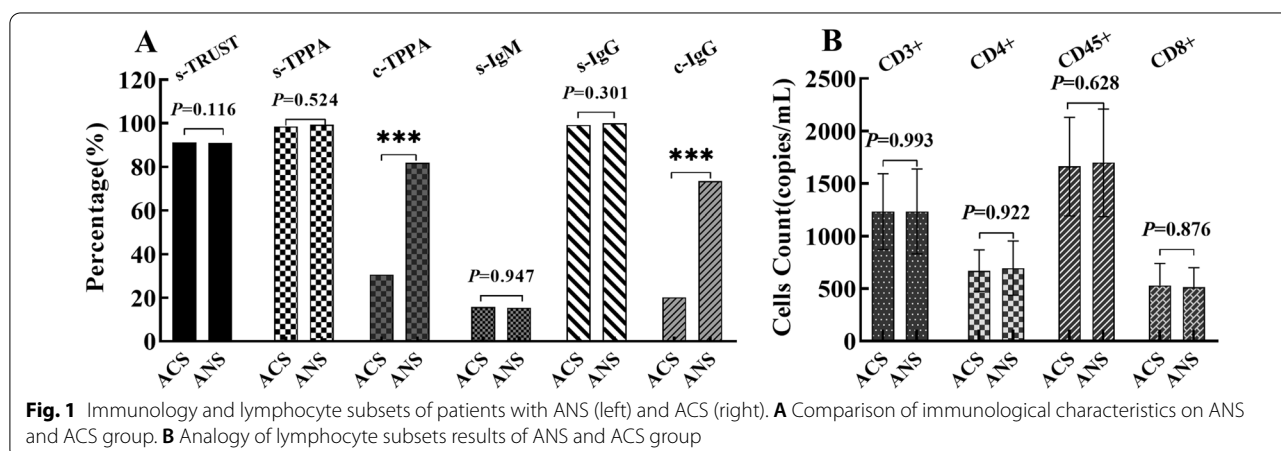 A
s-TRUST s-TPPA c-TPPA s-IgM s-IgG c-IgG
Percentage(%)
120
100
80
60
40
20
0
P=0.116
P=0.524
***
P=0.947
P=0.301
***
ACS ANS ACS ANS ACS ANS ACS ANS ACS ANS ACS ANS
B
CD3+ CD4+ CD45+ CD8+
Cells Count(copies/mL)
2500
2000
1500
1000
500
0
P=0.993
P=0.922
P=0.628
P=0.876
ACS ANS ACS ANS ACS ANS ACS ANS
Fig. 1 Immunology and lymphocyte subsets of patients with ANS (left) and ACS (right). A Comparison of immunological characteristics on ANS
and ACS group. B Analogy of lymphocyte subsets results of ANS and ACS group